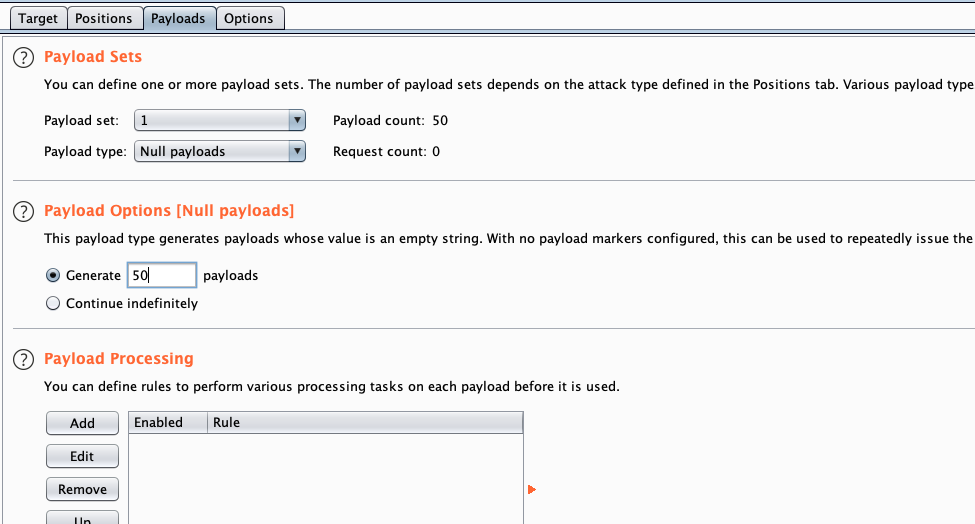 Target Positions Payloads Options
? Payload Sets
You can define one or more payload sets. The number of payload sets depends on the attack type defined in the Positions tab. Various payload type
Payload set: 1 Payload count: 50
Payload type: Null payloads Request count: 0
? Payload Options [Null payloads]
This payload type generates payloads whose value is an empty string. With no payload markers configured, this can be used to repeatedly issue the
Generate 50 payloads
Continue indefinitely
? Payload Processing
You can define rules to perform various processing tasks on each payload before it is used.
Add Enabled Rule
Edit
Remove
Up